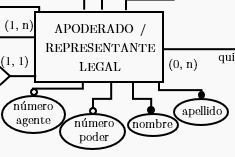 (1, n)
APODERADO /
REPRESENTANTE
LEGAL
(1, 1)
(0, n)
número
agente
número
poder
nombre
apellido